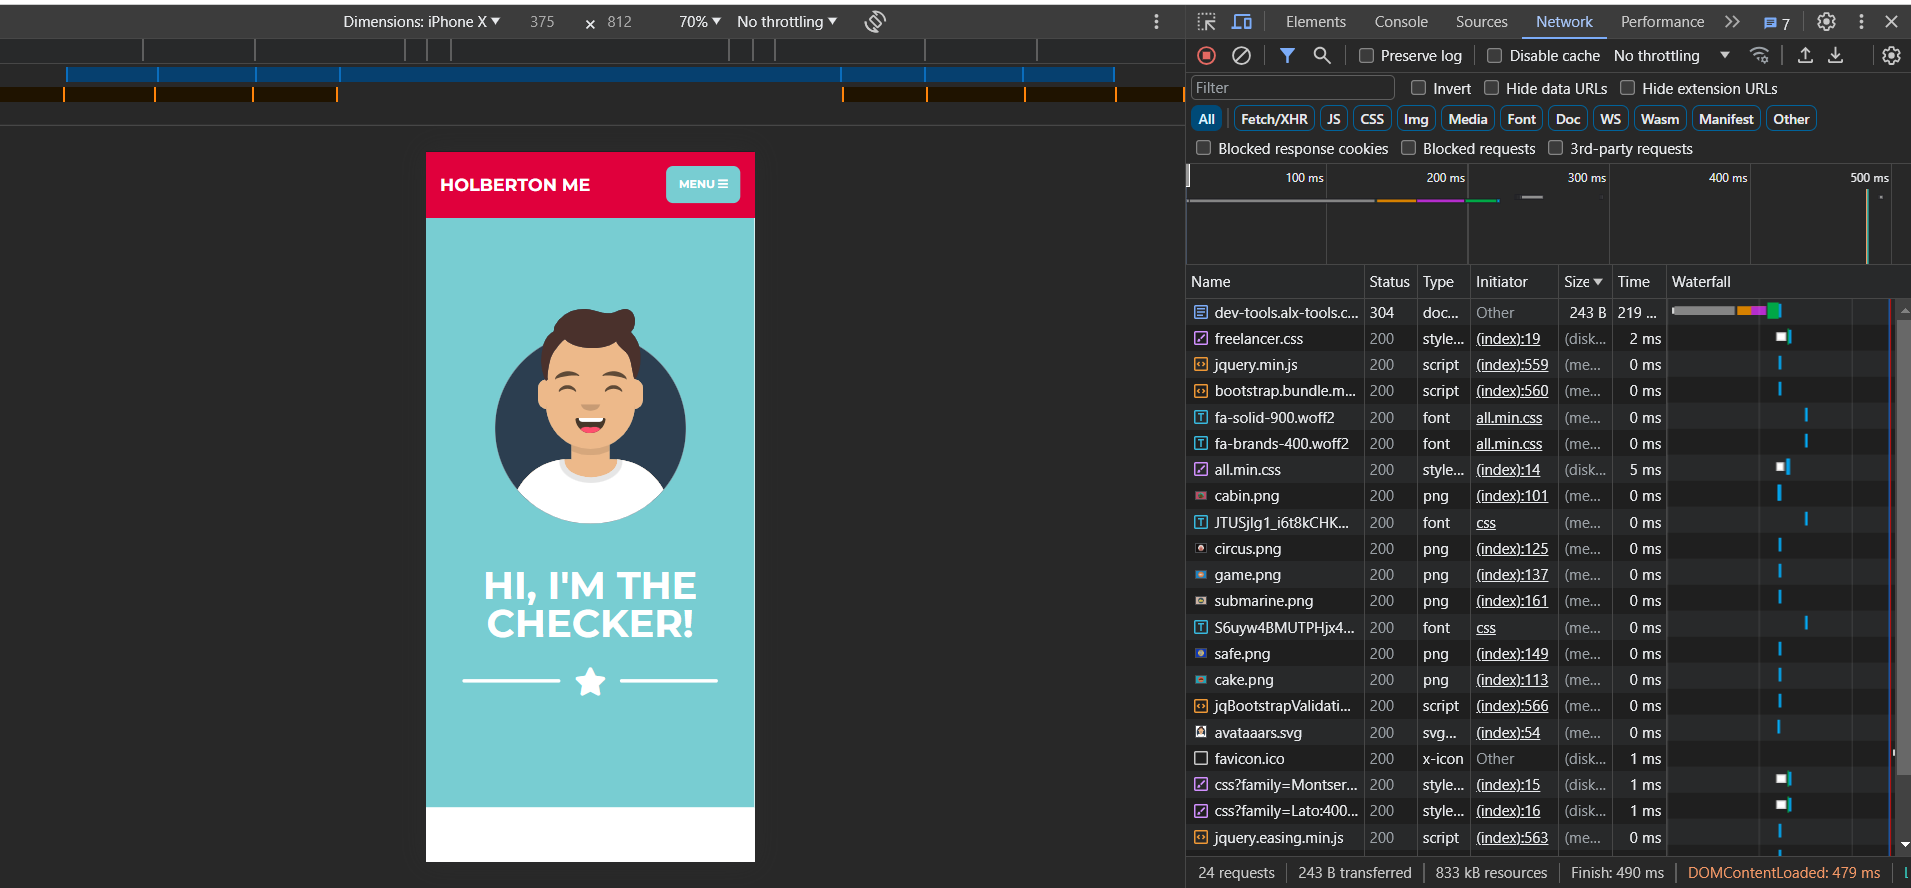 Dimensions: iPhone X ▼ 375 × 812 70% ▼ No throttling ▼
Elements Console Sources Network Performance 7
Preserve log Disable cache No throttling
Filter Invert Hide data URLs Hide extension URLs
All Fetch/XHR JS CSS Img Media Font Doc WS Wasm Manifest Other
Blocked response cookies Blocked requests 3rd-party requests
100 ms 200 ms 300 ms 400 ms 500 ms
HOLBERTON ME
MENU
HI, I'M THE
CHECKER!
Name Status Type Initiator Size Time Waterfall
dev-tools.alx-tools.c... 304 doc... Other 243 B 219 ...
freelancer.css 200 style... (index):19 (disk... 2 ms
jquery.min.js 200 script (index):559 (me... 0 ms
bootstrap.bundle.m... 200 script (index):560 (me... 0 ms
fa-solid-900.woff2 200 font all.min.css (me... 0 ms
fa-brands-400.woff2 200 font all.min.css (me... 0 ms
all.min.css 200 style... (index):14 (disk... 5 ms
cabin.png 200 png (index):101 (me... 0 ms
JTUSjIg1_i6t8kCHK... 200 font css (me... 0 ms
circus.png 200 png (index):125 (me... 0 ms
game.png 200 png (index):137 (me... 0 ms
submarine.png 200 png (index):161 (me... 0 ms
S6uyw4BMUTPHjx4... 200 font css (me... 0 ms
safe.png 200 png (index):149 (me... 0 ms
cake.png 200 png (index):113 (me... 0 ms
jqBootstrapValidati... 200 script (index):566 (me... 0 ms
avataaars.svg 200 svg... (index):54 (me... 0 ms
favicon.ico 200 x-icon Other (disk... 1 ms
css?family=Montser... 200 style... (index):15 (disk... 1 ms
css?family=Lato:400... 200 style... (index):16 (disk... 1 ms
jquery.easing.min.js 200 script (index):563 (me... 0 ms
24 requests 243 B transferred 833 kB resources Finish: 490 ms DOMContentLoaded: 479 ms